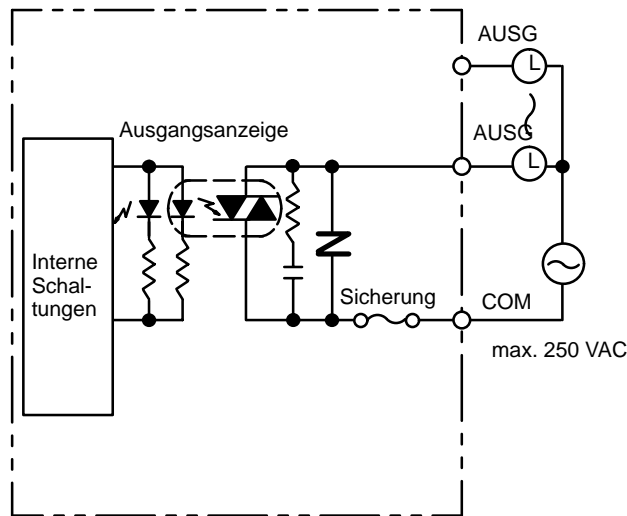 AUSG
L
Ausgangsanzeige
AUSG
L
Interne
Schal-
tungen
Sicherung
COM
max. 250 VAC